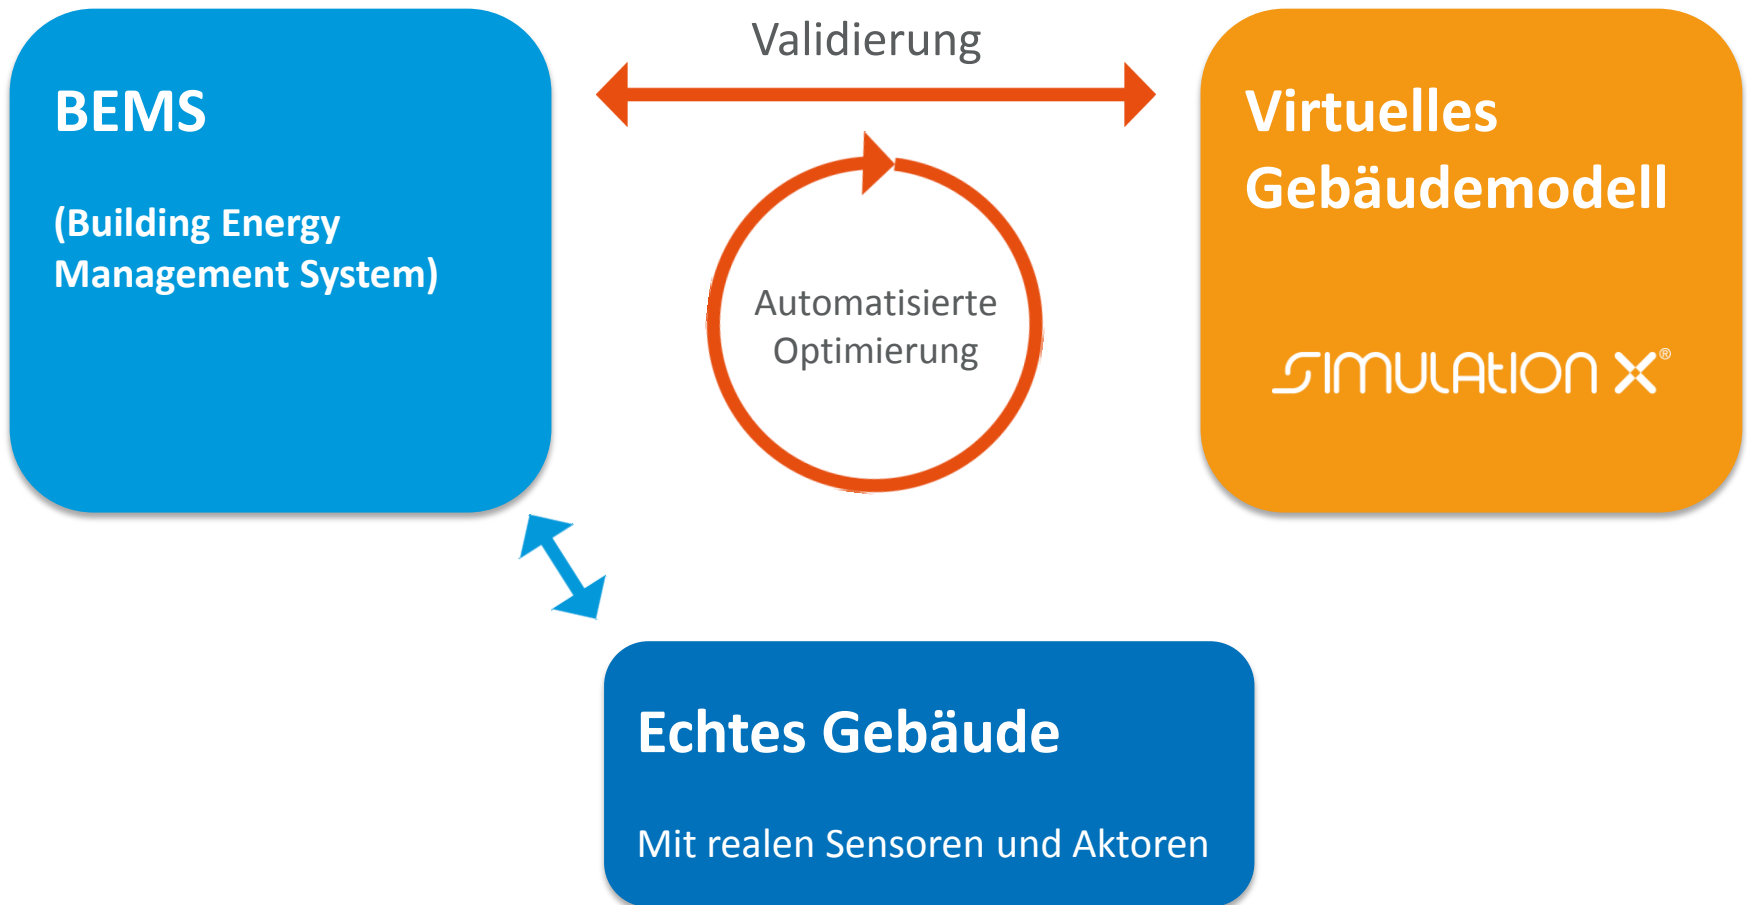 BEMS
(Building Energy
Management System)
Validierung
Automatisierte
Optimierung
Virtuelles
Gebäudemodell
SIMULATION X®
Echtes Gebäude
Mit realen Sensoren und Aktoren